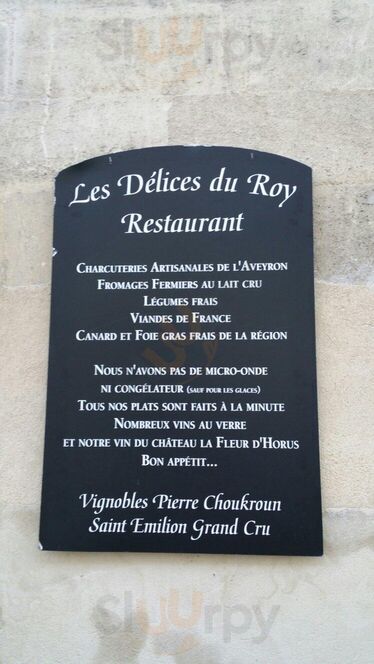 Slurpy
Les Délices du Roy
Restaurant
Charcuteries Artisanales de l'Aveyron
Fromages Fermiers au lait cru
Légumes frais
Viandes de France
Canard et Foie gras frais de la région
Nous n'avons pas de micro-onde
ni congélateur (sauf pour les glaces)
Tous nos plats sont faits à la minute
Nombreux vins au verre
et notre vin du château la Fleur d'Horus
Bon appétit...
Vignobles Pierre Choukroun
Saint Emilion Grand Cru
Slurpy